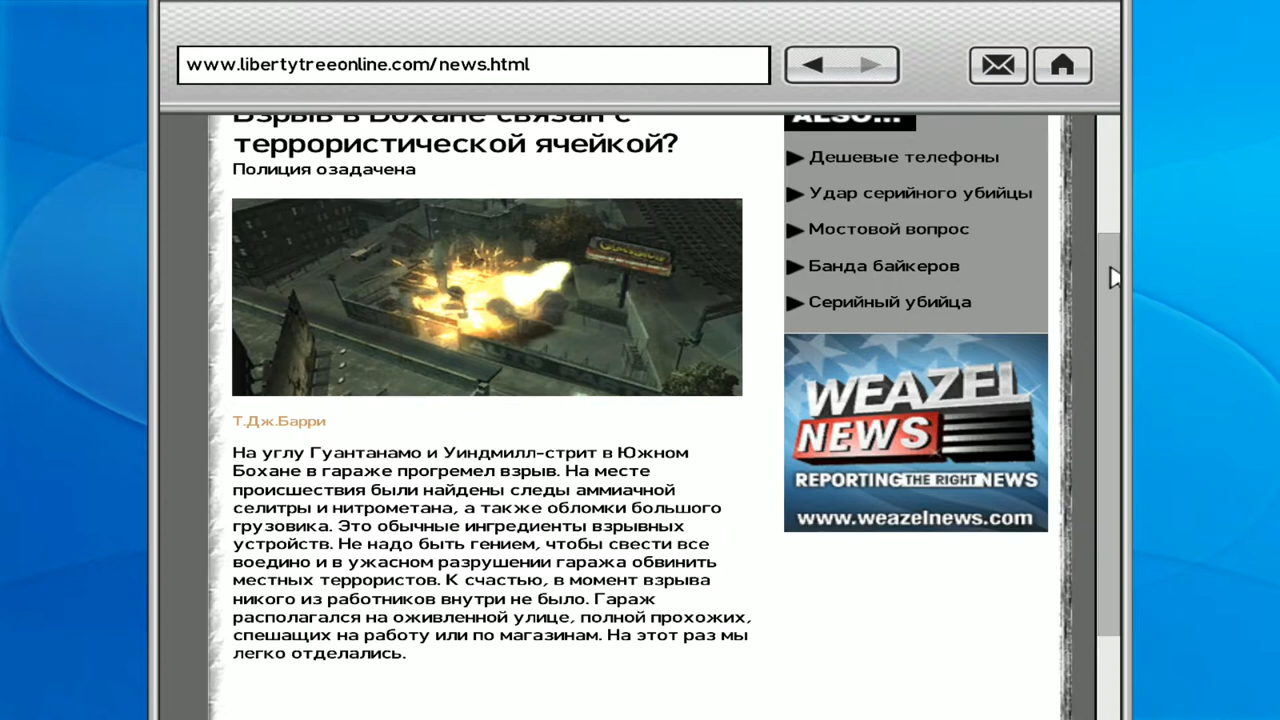 www.libertytreeonline.com/news.html
Взрыв в Бохане связан с
террористической ячейкой?
Полиция озадачена
Т.Дж.Барри
На углу Гуантанамо и Уиндмилл-стрит в Южном
Бохане в гараже прогремел взрыв. На месте
происшествия были найдены следы аммиачной
селитры и нитрометана, а также обломки большого
грузовика. Это обычные ингредиенты взрывных
устройств. Не надо быть гением, чтобы свести все
воедино и в ужасном разрушении гаража обвинить
местных террористов. К счастью, в момент взрыва
никого из работников внутри не было. Гараж
располагался на оживленной улице, полной прохожих,
спешащих на работу или по магазинам. На этот раз мы
легко отделались.
ALSO...
Дешевые телефоны
Удар серийного убийцы
Мостовой вопрос
Банда байкеров
Серийный убийца
WEAZEL
NEWS
REPORTING THE RIGHT NEWS
www.weazelnews.com